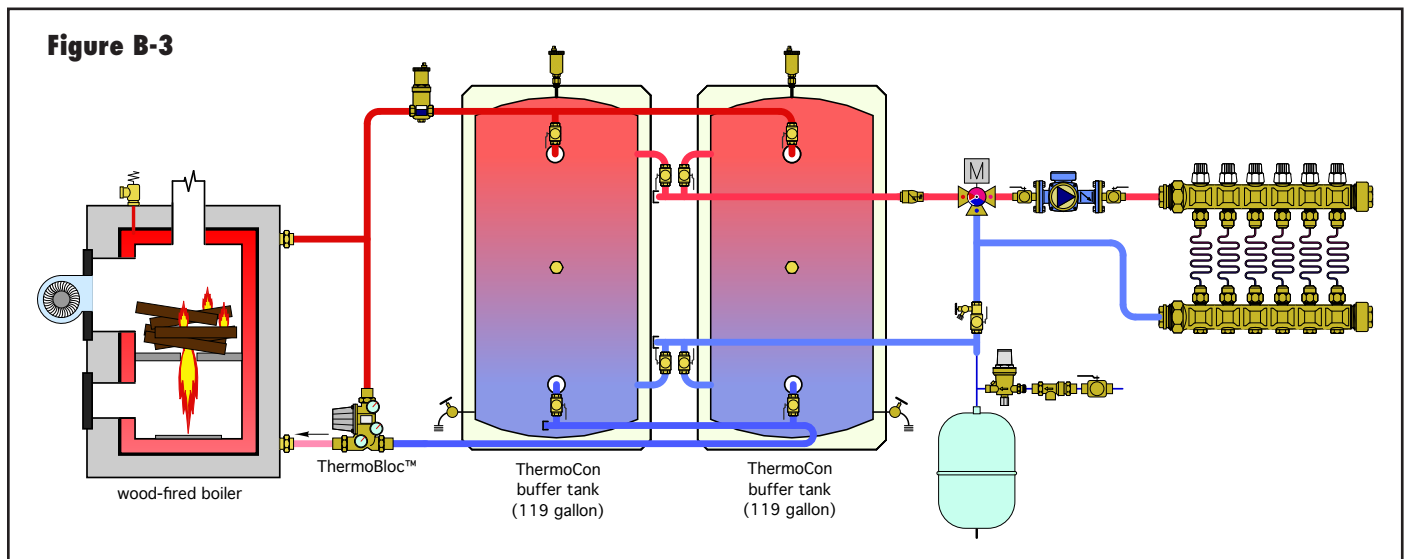 Figure B-3
M
ThermoBloc™
wood-fired boiler
ThermoCon
buffer tank
(119 gallon)
ThermoCon
buffer tank
(119 gallon)